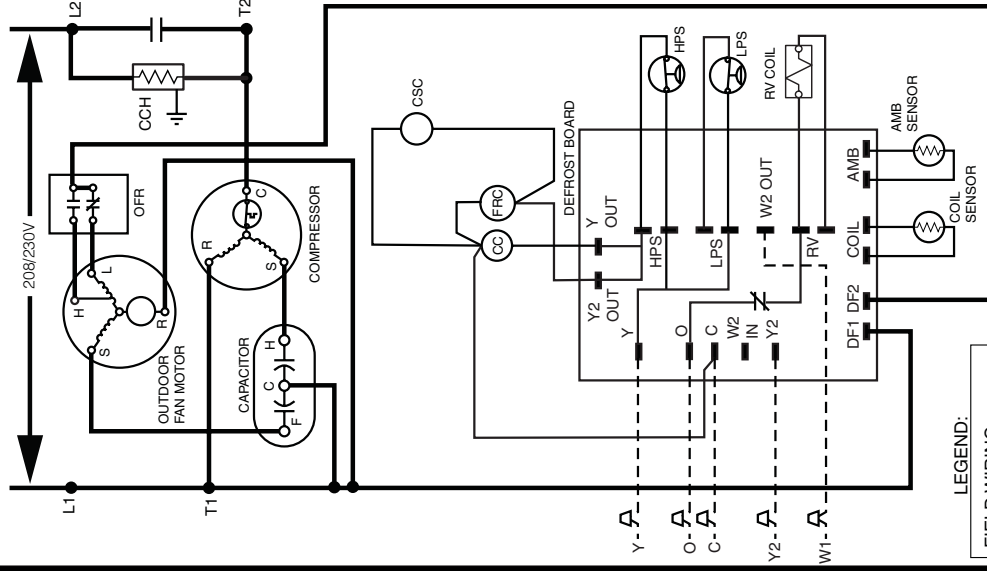 208/230V
L2
T2
CCH
OFR
H
L
S
R
OUTDOOR
FAN MOTOR
R
C
S
COMPRESSOR
CAPACITOR
H
C
F
L1
T1
CSC
FRC
CC
DEFROST BOARD
Y
OUT
Y2
OUT
HPS
LPS
RV COIL
HPS
LPS
W2 OUT
RV
Y
O
C
W2
IN
Y2
DF1
DF2
COIL
AMB
AMB
SENSOR
COIL
SENSOR
Y
O
C
Y2
W1
LEGEND:
FIELD WIRING